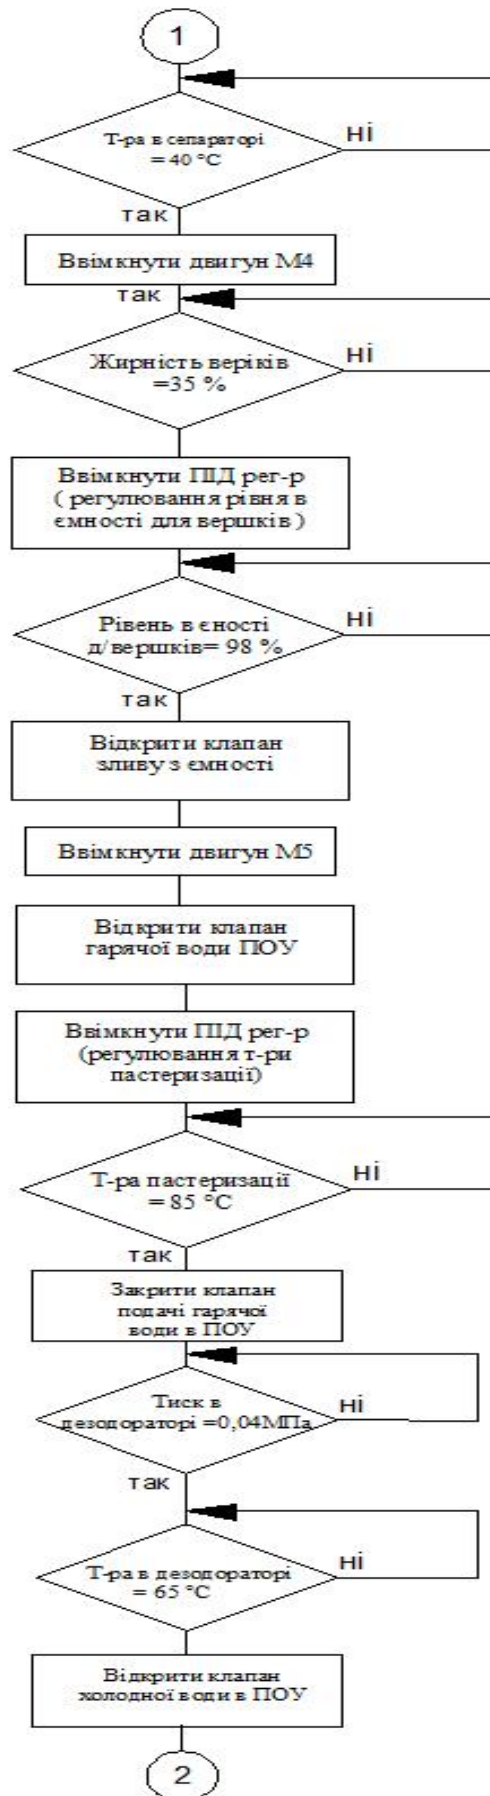 1
Т-ра в сепараторі
= 40 °C
ні
так
Ввімкнути двигун М4
так
Жирність веріків
=35 %
ні
Ввімкнути ПІД рег-р
( регулювання рівня в
ємності для вершків )
Рівень в єності
д/вершків= 98 %
ні
так
Відкрити клапан
зливу з ємності
Ввімкнути двигун М5
Відкрити клапан
гарячої води ПОУ
Ввімкнути ПІД рег-р
(регулювання т-ри
пастеризації)
Т-ра пастеризації
= 85 °C
ні
так
Закрити клапан
подачі гарячої
води в ПОУ
Тиск в
дезодораторі =0,04МПа
ні
так
Т-ра в дезодораторі
= 65 °C
ні
Відкрити клапан
холодної води в ПОУ
2